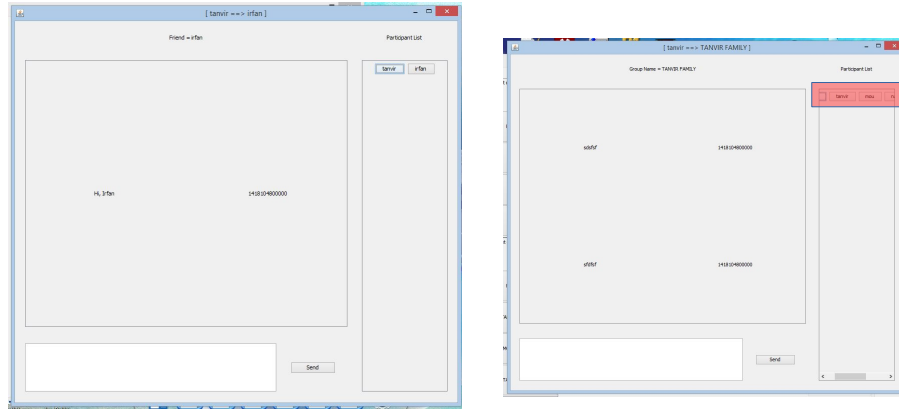 [ tanvir ==> irfan ]
Friend = irfan
Participant List
tanvir
irfan
Hi, Irfan
1418104800000
Send
[ tanvir ==> TANVIR FAMILY ]
Group Name = TANVIR FAMILY
Participant List
tanvir
mou
sdsfsf
1418104800000
sfdfsf
1418104800000
Send